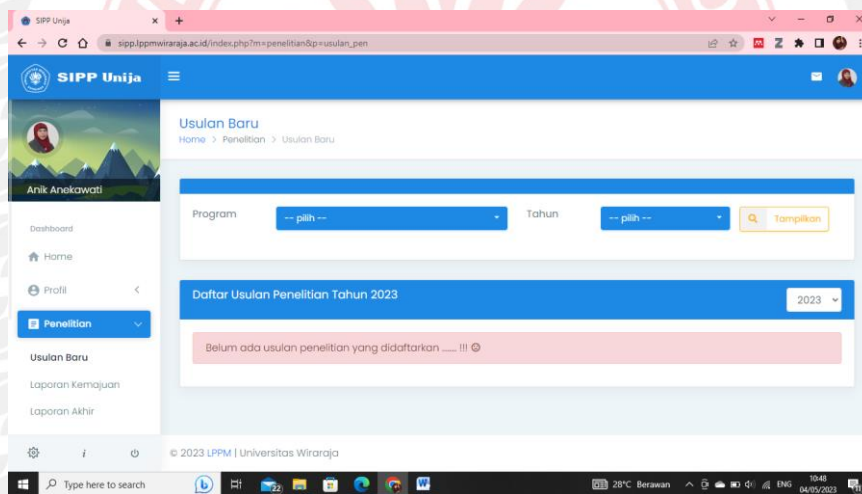 SIPP Unija
sipp.lppmwiraraja.ac.id/index.php?m=penelitian&p=usulan_pen
SIPP Unija
Anik Anekawati
Dashboard
Home
Profil
Penelitian
Usulan Baru
Laporan Kemajuan
Laporan Akhir
Usulan Baru
Home > Penelitian > Usulan Baru
Program
-- pilih --
Tahun
-- pilih --
Tampilkan
Daftar Usulan Penelitian Tahun 2023
2023
Belum ada usulan penelitian yang didaftarkan ...... !!!
© 2023 LPPM | Universitas Wiraraja
Type here to search
22
28°C Berawan
ENG
10:48
04/05/2023